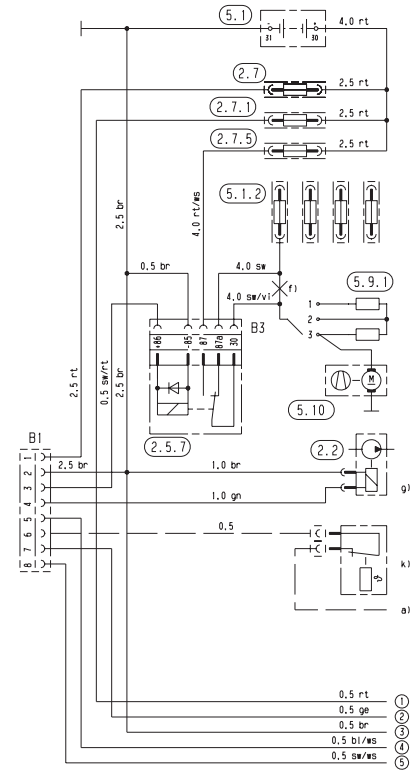 5.1
-
+
31
30
4.0 rt
2.7
2.5 rt
2.7.1
2.5 rt
2.7.5
2.5 rt
5.1.2
2.5 br
4.0 rt/ws
0.5 br
4.0 sw
f)
4.0 sw/vi
5.9.1
1
2
3
B3
+86
-85
87
87a
30
M
5.10
2.5 rt
0.5 sw/rt
2.5 br
2.5.7
B1
1
2
3
4
5
6
7
8
2.5 br
1.0 br
2.2
1.0 gn
g)
0.5
k)
ϑ
a)
0.5 rt
1
0.5 ge
2
0.5 br
3
0.5 bl/ws
4
0.5 sw/ws
5